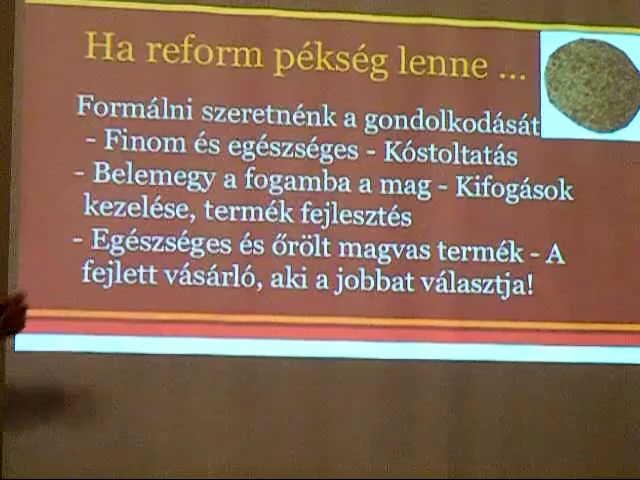 Ha reform pékség lenne ...
Formálni szeretnénk a gondolkodását
- Finom és egészséges - Kóstoltatás
- Belemegy a fogamba a mag - Kifogások
kezelése, termék fejlesztés
- Egészséges és őrölt magvas termék - A
fejlett vásárló, aki a jobbat választja!